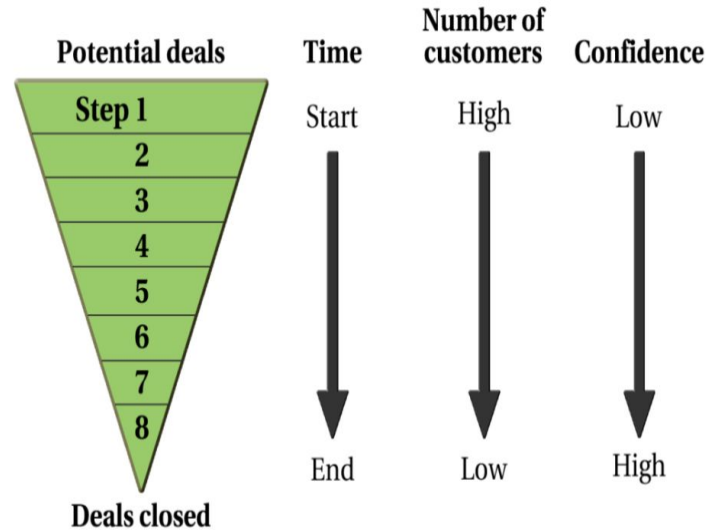 Potential deals
Time
Number of
customers
Confidence
Step 1
2
3
4
5
6
7
8
Deals closed
Start
End
High
Low
Low
High